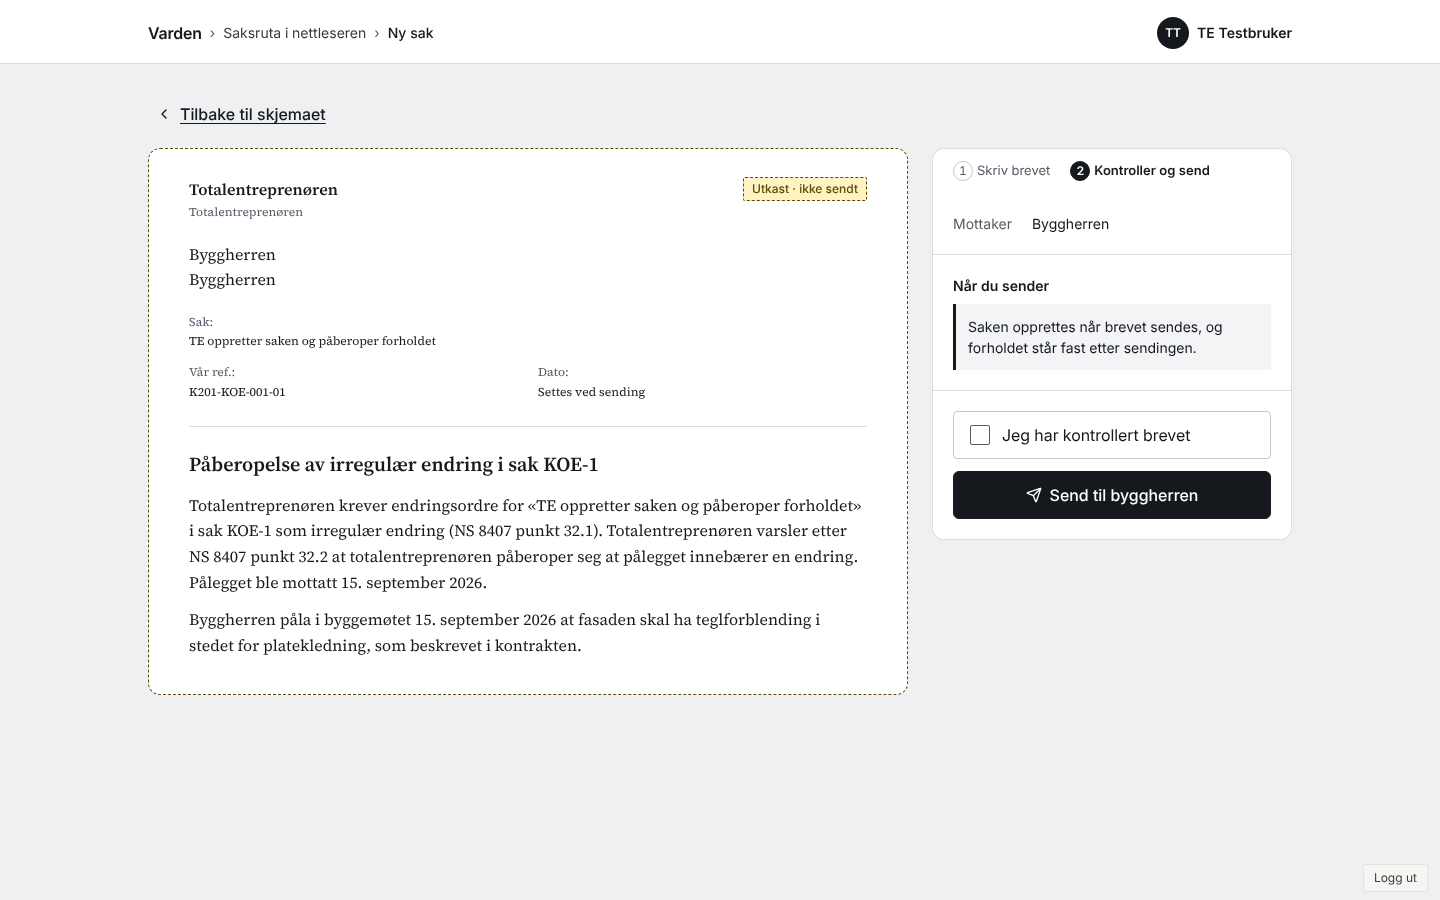 Varden › Saksruta i nettleseren › Ny sak
TT TE Testbruker
Tilbake til skjemaet
Totalentreprenøren
Utkast · ikke sendt
Totalentreprenøren
Byggherren
Byggherren
Sak:
TE oppretter saken og påberoper forholdet
Vår ref.:
K201-KOE-001-01
Dato:
Settes ved sending
Påberopelse av irregulær endring i sak KOE-1
Totalentreprenøren krever endringsordre for «TE oppretter saken og påberoper forholdet»
i sak KOE-1 som irregulær endring (NS 8407 punkt 32.1). Totalentreprenøren varsler etter
NS 8407 punkt 32.2 at totalentreprenøren påberoper seg at pålegget innebærer en endring.
Pålegget ble mottatt 15. september 2026.
Byggherren påla i byggemøtet 15. september 2026 at fasaden skal ha teglforblending i
stedet for platekledning, som beskrevet i kontrakten.
1 Skriv brevet 2 Kontroller og send
Mottaker Byggherren
Når du sender
Saken opprettes når brevet sendes, og
forholdet står fast etter sendingen.
Jeg har kontrollert brevet
Send til byggherren
Logg ut